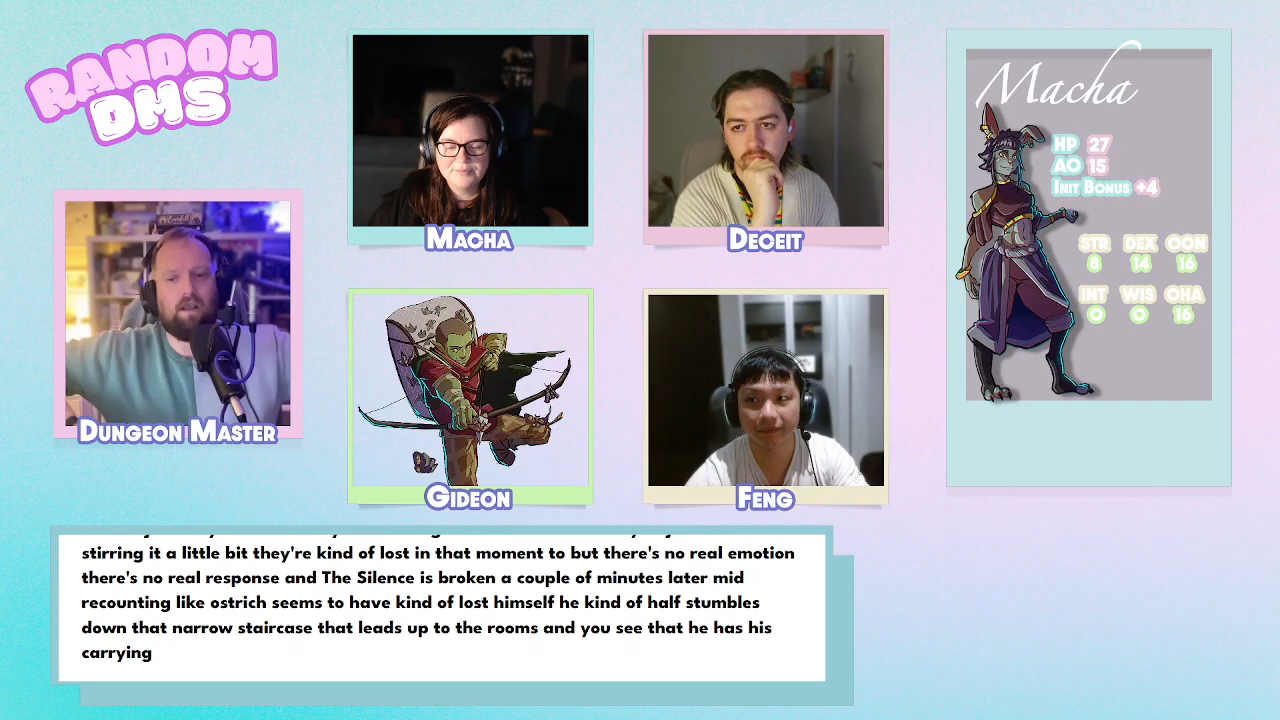 RANDOM
DMS
Macha
HP 27
AC 15
Init Bonus +4
STR DEX CON
8 14 16
INT WIS CHA
0 0 16
Macha
Deceit
Dungeon Master
Gideon
Feng
stirring it a little bit they're kind of lost in that moment to but there's no real emotion
there's no real response and The Silence is broken a couple of minutes later mid
recounting like ostrich seems to have kind of lost himself he kind of half stumbles
down that narrow staircase that leads up to the rooms and you see that he has his
carrying